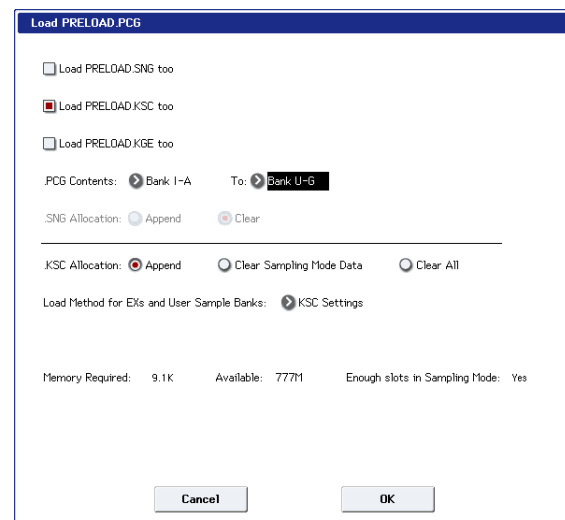 Load PRELOAD.PCG
Load PRELOAD.SNG too
Load PRELOAD.KSC too
Load PRELOAD.KGE too
.PCG Contents: Bank I-A To: Bank U-G
.SNG Allocation: Append Clear
.KSC Allocation: Append Clear Sampling Mode Data Clear All
Load Method for EXs and User Sample Banks: KSC Settings
Memory Required: 9.1K Available: 777M Enough slots in Sampling Mode: Yes
Cancel OK